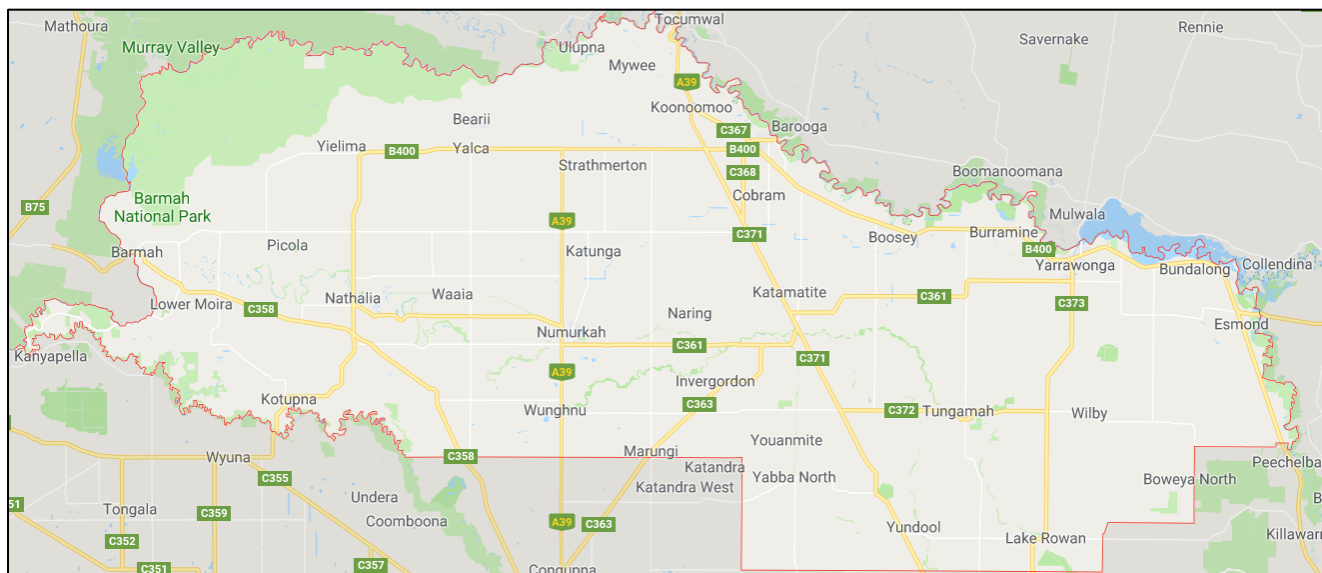 Mathoura
Tocumwal
Rennie
Murray Valley
Ulupna
Savernake
Mywee
A39
Koonoomoo
Bearii
C367
Barooga
Yielima
B400
Yalca
B400
Strathmerton
C368
Boomanoomana
Barmah
National Park
Cobram
B75
A39
Mulwala
C371
Boosey
Burramine
Picola
Katunga
B400
Barmah
Yarrawonga
Bundalong
Collendina
Lower Moira
C358
Nathalia
Waaia
Katamatite
C361
C373
Naring
Esmond
Numurkah
C361
C371
Kanyapella
A39
Invergordon
Kotupna
C363
Wunghnu
C372
Tungamah
Wilby
Youanmite
Marungi
Wyuna
C358
Peechelba
Katandra
Yabba North
C355
Boweya North
Katandra West
Undera
51
Tongala
C359
Coomboona
A39
C363
Yundool
C352
Lake Rowan
Killawarr
C351
C357
Congupna